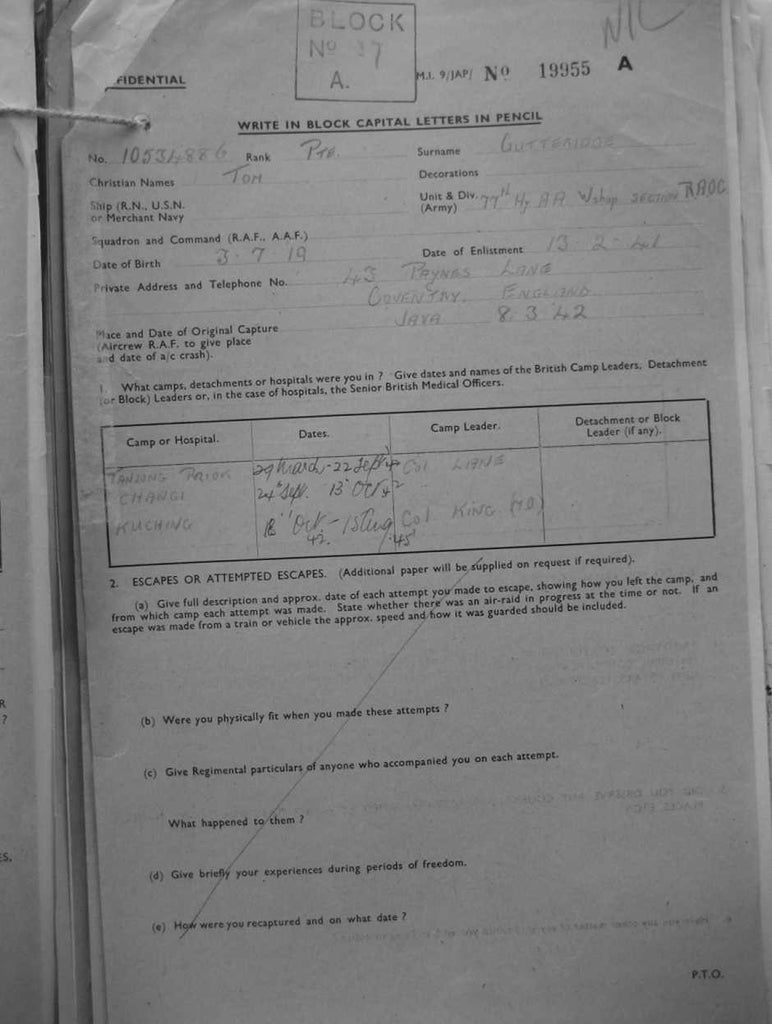 BLOCK
No 37
A.
NIL
FIDENTIAL
M.I. 9/JAP/ No 19955 A
WRITE IN BLOCK CAPITAL LETTERS IN PENCIL
No. 10534886 Rank Pte. Surname GUTTERIDGE
Christian Names TOM Decorations
Ship (R.N., U.S.N. or Merchant Navy
Unit & Div. (Army) 77th Hy AA Wshop SECTION RAOC
Squadron and Command (R.A.F., A.A.F.)
Date of Birth 3 · 7 19 Date of Enlistment 13 · 2 · 41
Private Address and Telephone No. 43 PAYNES LANE
COVENTRY. ENGLAND
JAVA 8. 3. 42
Place and Date of Original Capture
(Aircrew R.A.F. to give place
and date of a/c crash).
1. What camps, detachments or hospitals were you in ? Give dates and names of the British Camp Leaders, Detachment
(or Block) Leaders or, in the case of hospitals, the Senior British Medical Officers.
Camp or Hospital. Dates. Camp Leader. Detachment or Block Leader (if any).
TANJONG PRIOK 29 March - 22 Sept 42 Col LANE
CHANGI 24th Sept. 13 Oct 42
KUCHING 18th Oct 42. - 15th Aug 45 Col KING
2. ESCAPES OR ATTEMPTED ESCAPES. (Additional paper will be supplied on request if required).
(a) Give full description and approx. date of each attempt you made to escape, showing how you left the camp, and
from which camp each attempt was made. State whether there was an air-raid in progress at the time or not. If an
escape was made from a train or vehicle the approx. speed and how it was guarded should be included.
(b) Were you physically fit when you made these attempts ?
(c) Give Regimental particulars of anyone who accompanied you on each attempt.
What happened to them ?
(d) Give briefly your experiences during periods of freedom.
(e) How were you recaptured and on what date ?
P.T.O.
R
?
ES.